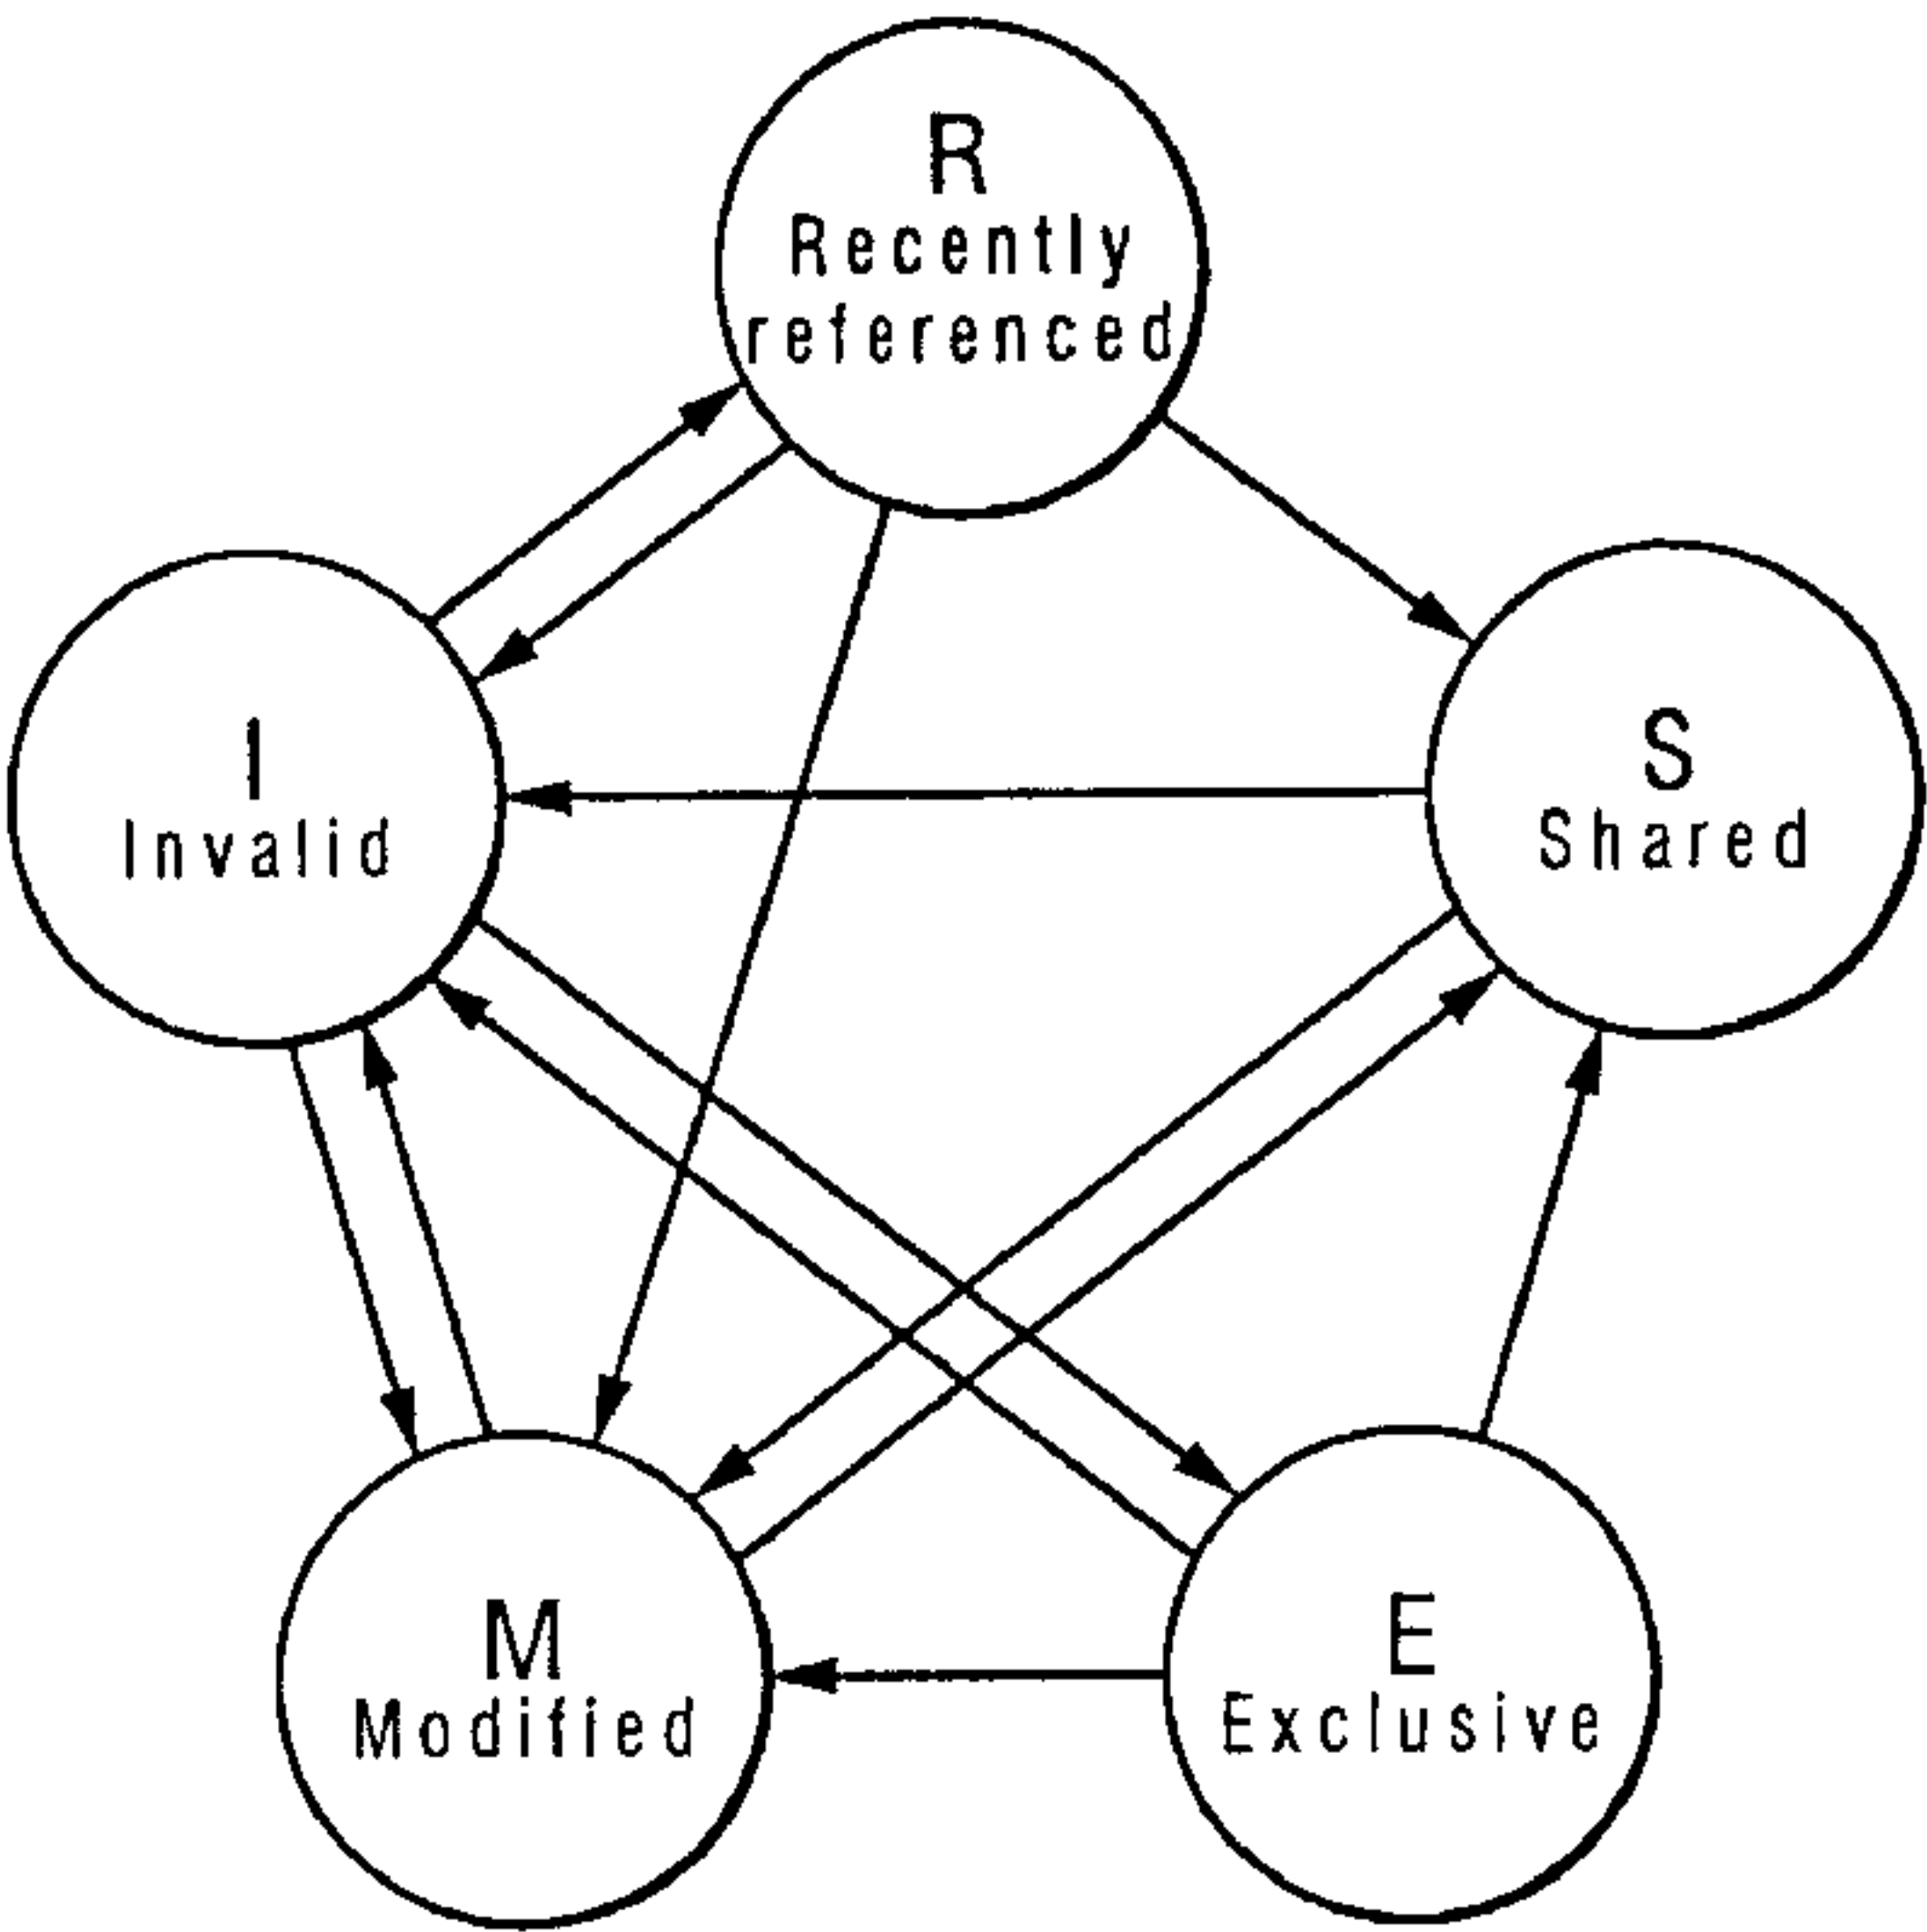 R
Recently
referenced
I
Invalid
S
Shared
M
Modified
E
Exclusive